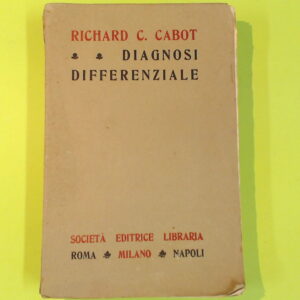 RICHARD C. CABOT
DIAGNOSI
DIFFERENZIALE
SOCIETÀ EDITRICE LIBRARIA
ROMA MILANO NAPOLI